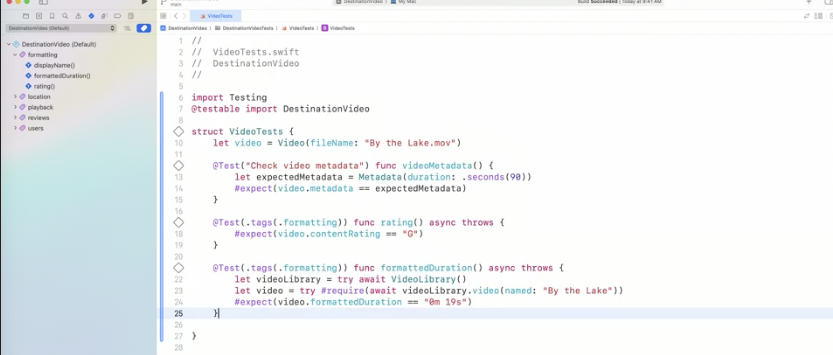 main
DestinationVideo
My Mac
Build Succeeded | Today at 9:41 AM
VideoTests
DestinationVideo (Default)
DestinationVideo
DestinationVideoTests
VideoTests
VideoTests
DestinationVideo (Default)
formatting
displayName()
formattedDuration()
rating()
location
playback
reviews
users
1 //
2 // VideoTests.swift
3 // DestinationVideo
4 //
5
6 import Testing
7 @testable import DestinationVideo
8
struct VideoTests {
10 let video = Video(fileName: "By the Lake.mov")
11
@Test("Check video metadata") func videoMetadata() {
13 let expectedMetadata = Metadata(duration: .seconds(90))
14 #expect(video.metadata == expectedMetadata)
15 }
16
@Test(.tags(.formatting)) func rating() async throws {
18 #expect(video.contentRating == "G")
19 }
20
@Test(.tags(.formatting)) func formattedDuration() async throws {
22 let videoLibrary = try await VideoLibrary()
23 let video = try #require(await videoLibrary.video(named: "By the Lake"))
24 #expect(video.formattedDuration == "0m 19s")
25 }
26
27 }
28